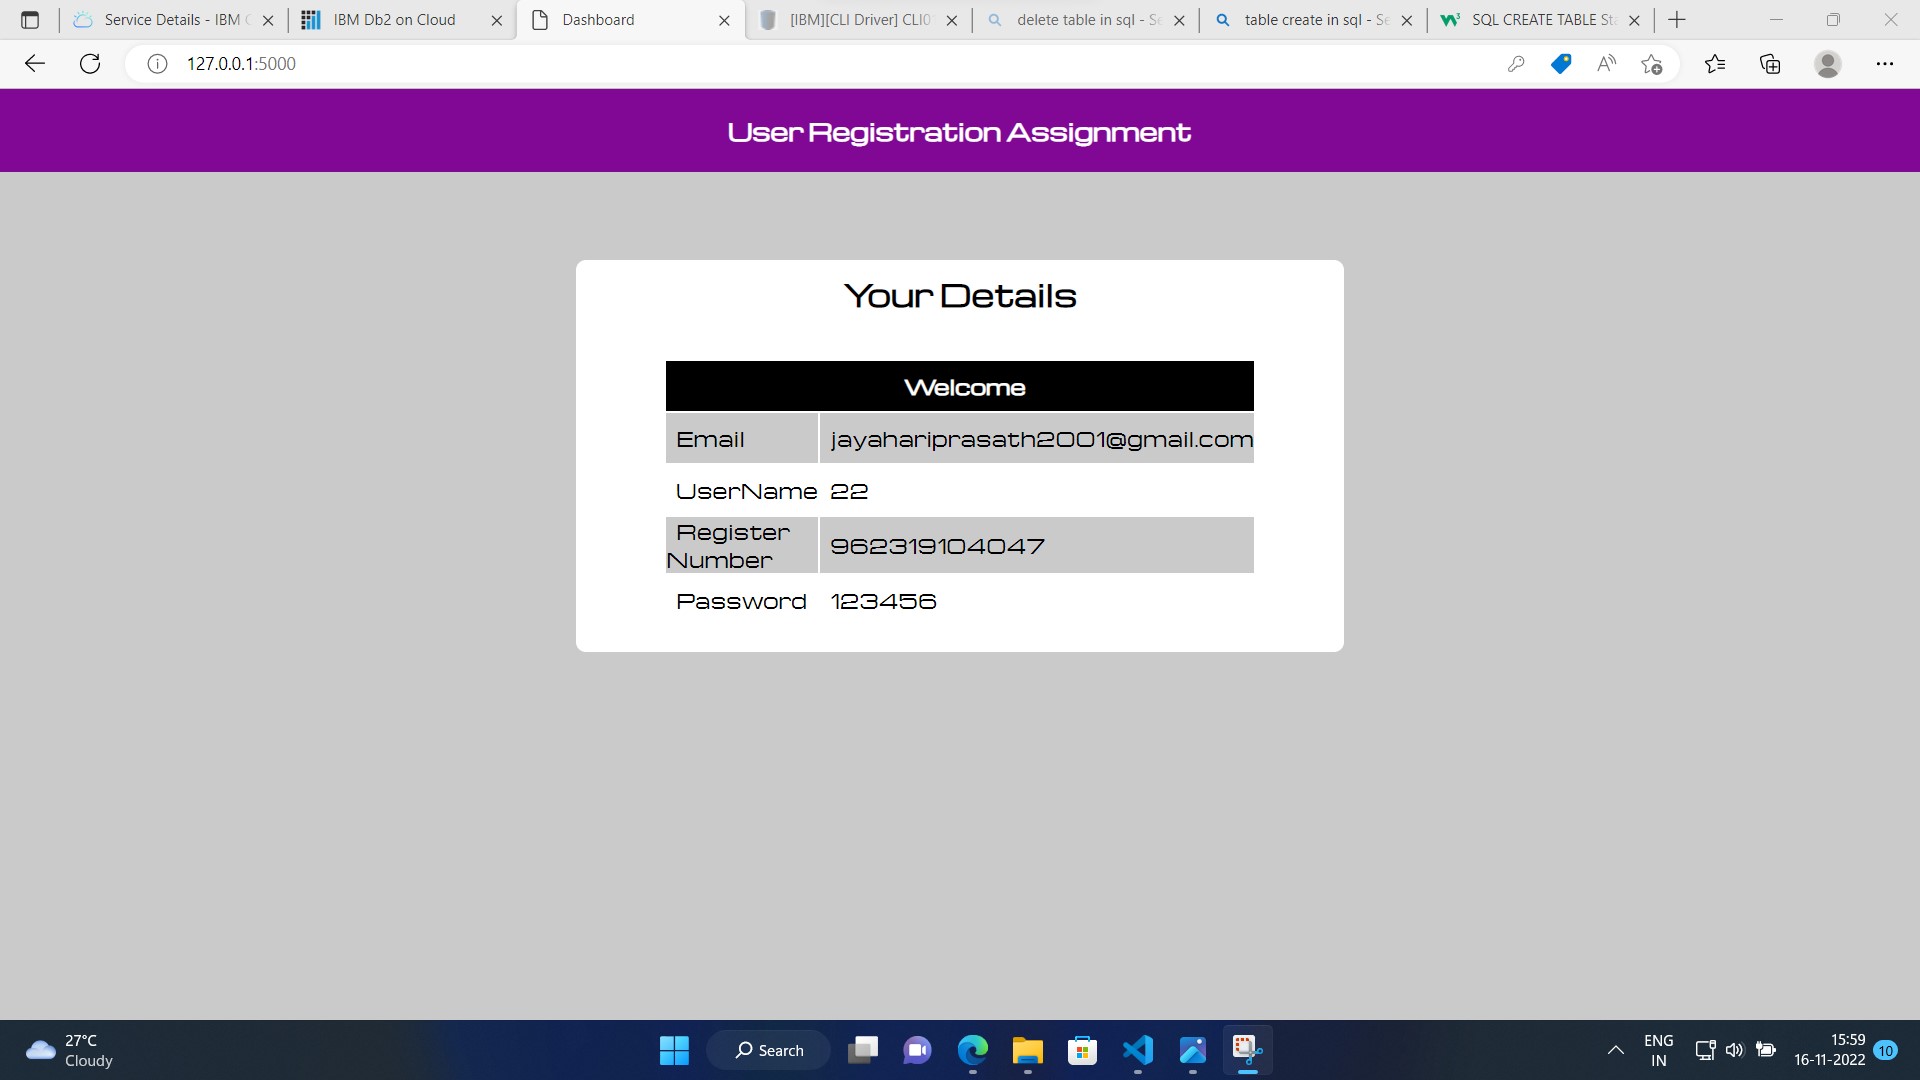 Service Details - IBM C
IBM Db2 on Cloud
Dashboard
[IBM][CLI Driver] CLI0
delete table in sql - Se
table create in sql - Se
SQL CREATE TABLE Sta
127.0.0.1:5000
User Registration Assignment
Your Details
Welcome
Email jayahariprasath2001@gmail.com
UserName 22
Register
Number 962319104047
Password 123456
27°C
Cloudy
Search
ENG
IN
15:59
16-11-2022
10